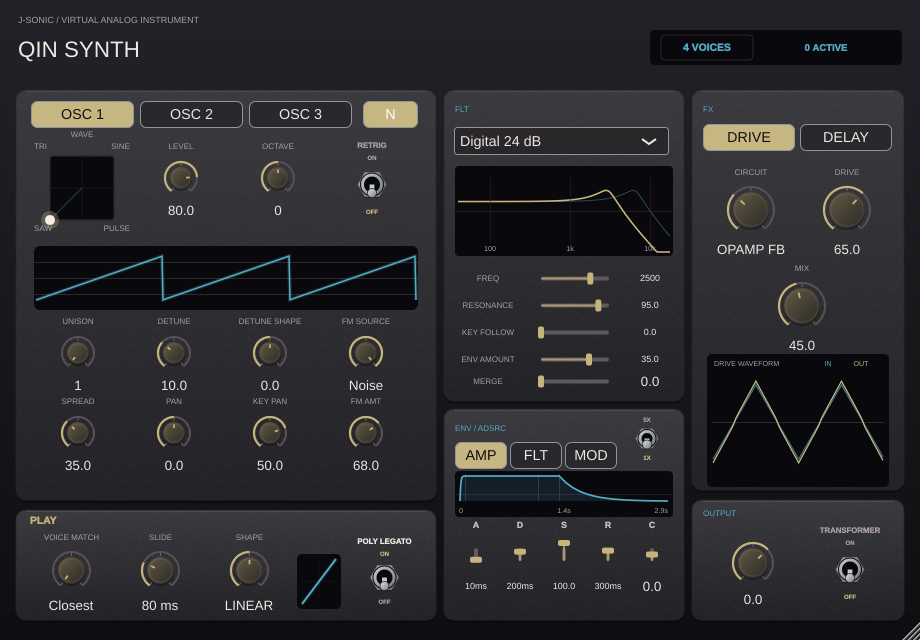 J-SONIC / VIRTUAL ANALOG INSTRUMENT
QIN SYNTH
4 VOICES
0 ACTIVE
OSC 1
OSC 2
OSC 3
N
WAVE
TRI
SINE
SAW
PULSE
LEVEL
80.0
OCTAVE
0
RETRIG
ON
OFF
UNISON
DETUNE
DETUNE SHAPE
FM SOURCE
1
10.0
0.0
Noise
SPREAD
PAN
KEY PAN
FM AMT
35.0
0.0
50.0
68.0
PLAY
VOICE MATCH
SLIDE
SHAPE
Closest
80 ms
LINEAR
POLY LEGATO
ON
OFF
FLT
Digital 24 dB
100
1k
10k
FREQ
2500
RESONANCE
95.0
KEY FOLLOW
0.0
ENV AMOUNT
35.0
MERGE
0.0
ENV / ADSRC
5X
1X
AMP
FLT
MOD
0
1.4s
2.9s
A
D
S
R
C
10ms
200ms
100.0
300ms
0.0
FX
DRIVE
DELAY
CIRCUIT
DRIVE
OPAMP FB
65.0
MIX
45.0
DRIVE WAVEFORM
IN
OUT
OUTPUT
0.0
TRANSFORMER
ON
OFF